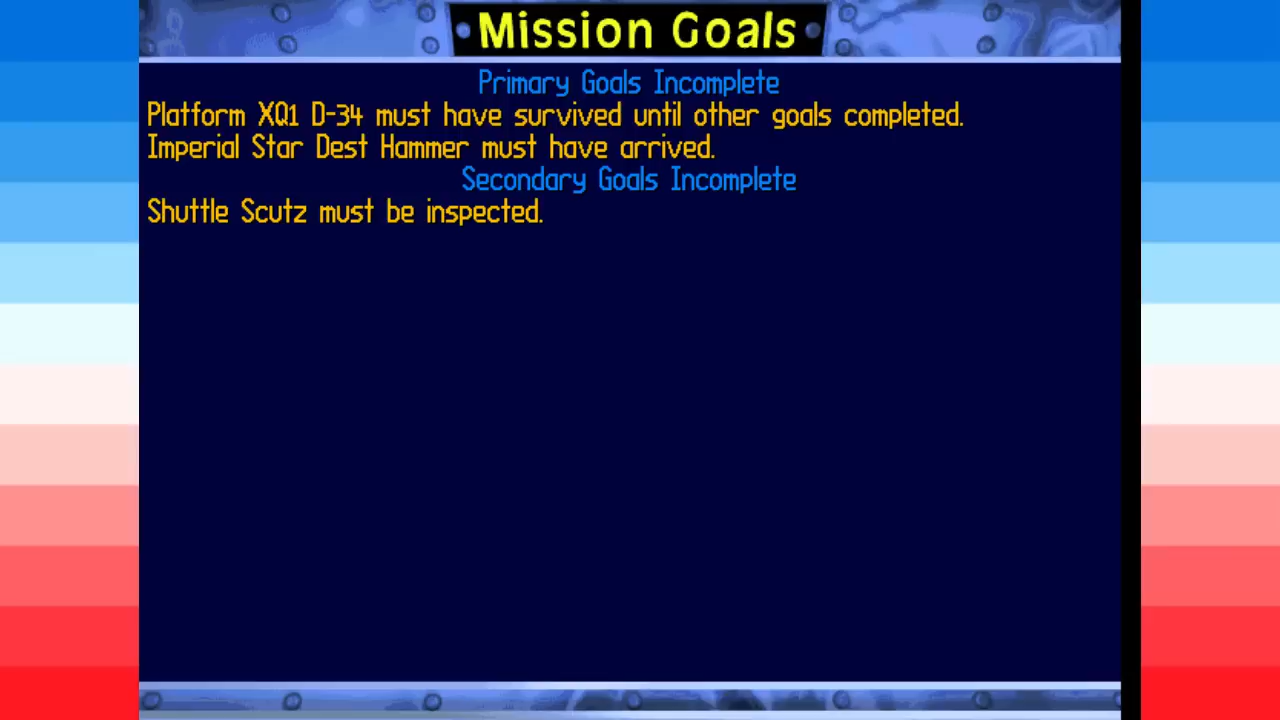 Mission Goals
Primary Goals Incomplete
Platform XQ1 D-34 must have survived until other goals completed.
Imperial Star Dest Hammer must have arrived.
Secondary Goals Incomplete
Shuttle Scutz must be inspected.